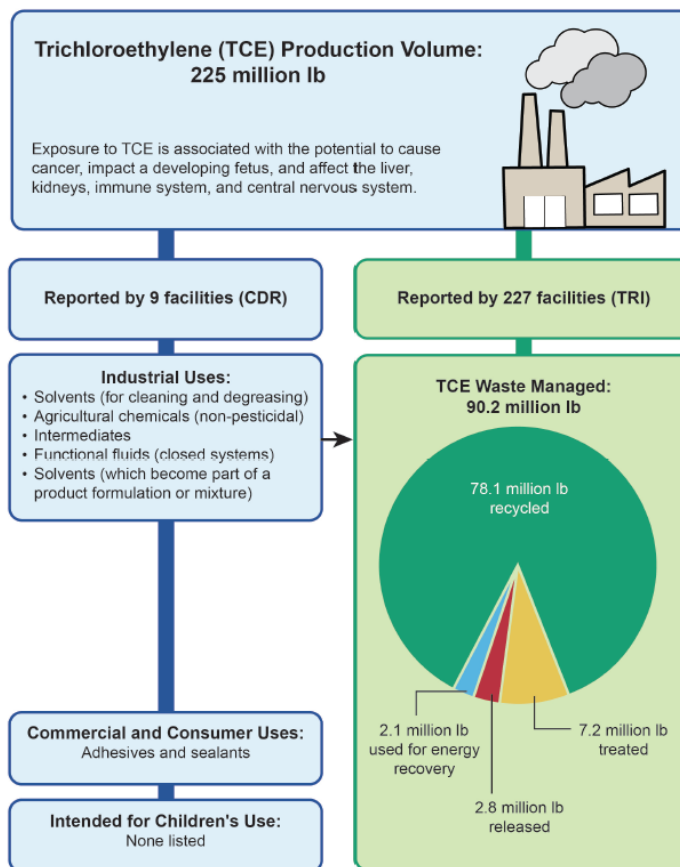 Trichloroethylene (TCE) Production Volume:
225 million lb
Exposure to TCE is associated with the potential to cause
cancer, impact a developing fetus, and affect the liver,
kidneys, immune system, and central nervous system.
Reported by 9 facilities (CDR)
Industrial Uses:
• Solvents (for cleaning and degreasing)
• Agricultural chemicals (non-pesticidal)
• Intermediates
• Functional fluids (closed systems)
• Solvents (which become part of a
product formulation or mixture)
Commercial and Consumer Uses:
Adhesives and sealants
Intended for Children's Use:
None listed
Reported by 227 facilities (TRI)
TCE Waste Managed:
90.2 million lb
78.1 million lb
recycled
2.1 million lb
used for energy
recovery
2.8 million lb
released
7.2 million lb
treated